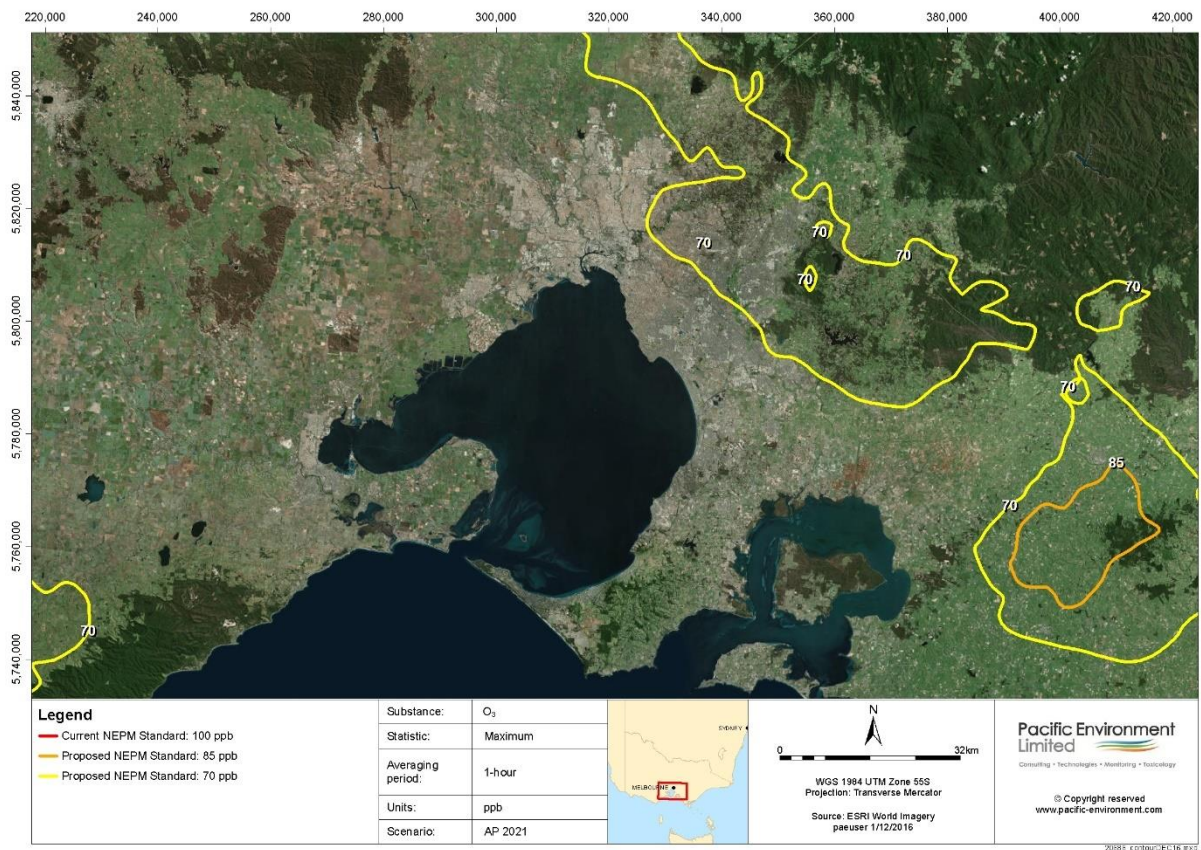 220,000 240,000 260,000 280,000 300,000 320,000 340,000 360,000 380,000 400,000 420,000
5,840,000
5,820,000
5,800,000
5,780,000
5,760,000
5,740,000
70
70
70
70
70
70
85
70
70
Legend
Current NEPM Standard: 100 ppb
Proposed NEPM Standard: 85 ppb
Proposed NEPM Standard: 70 ppb
Substance: O₃
Statistic: Maximum
Averaging period: 1-hour
Units: ppb
Scenario: AP 2021
SYDNEY
MELBOURNE
N
0 32km
WGS 1984 UTM Zone 55S
Projection: Transverse Mercator
Source: ESRI World Imagery
paeuser 1/12/2016
Pacific Environment
Limited
Consulting • Technologies • Monitoring • Toxicology
© Copyright reserved
www.pacific-environment.com